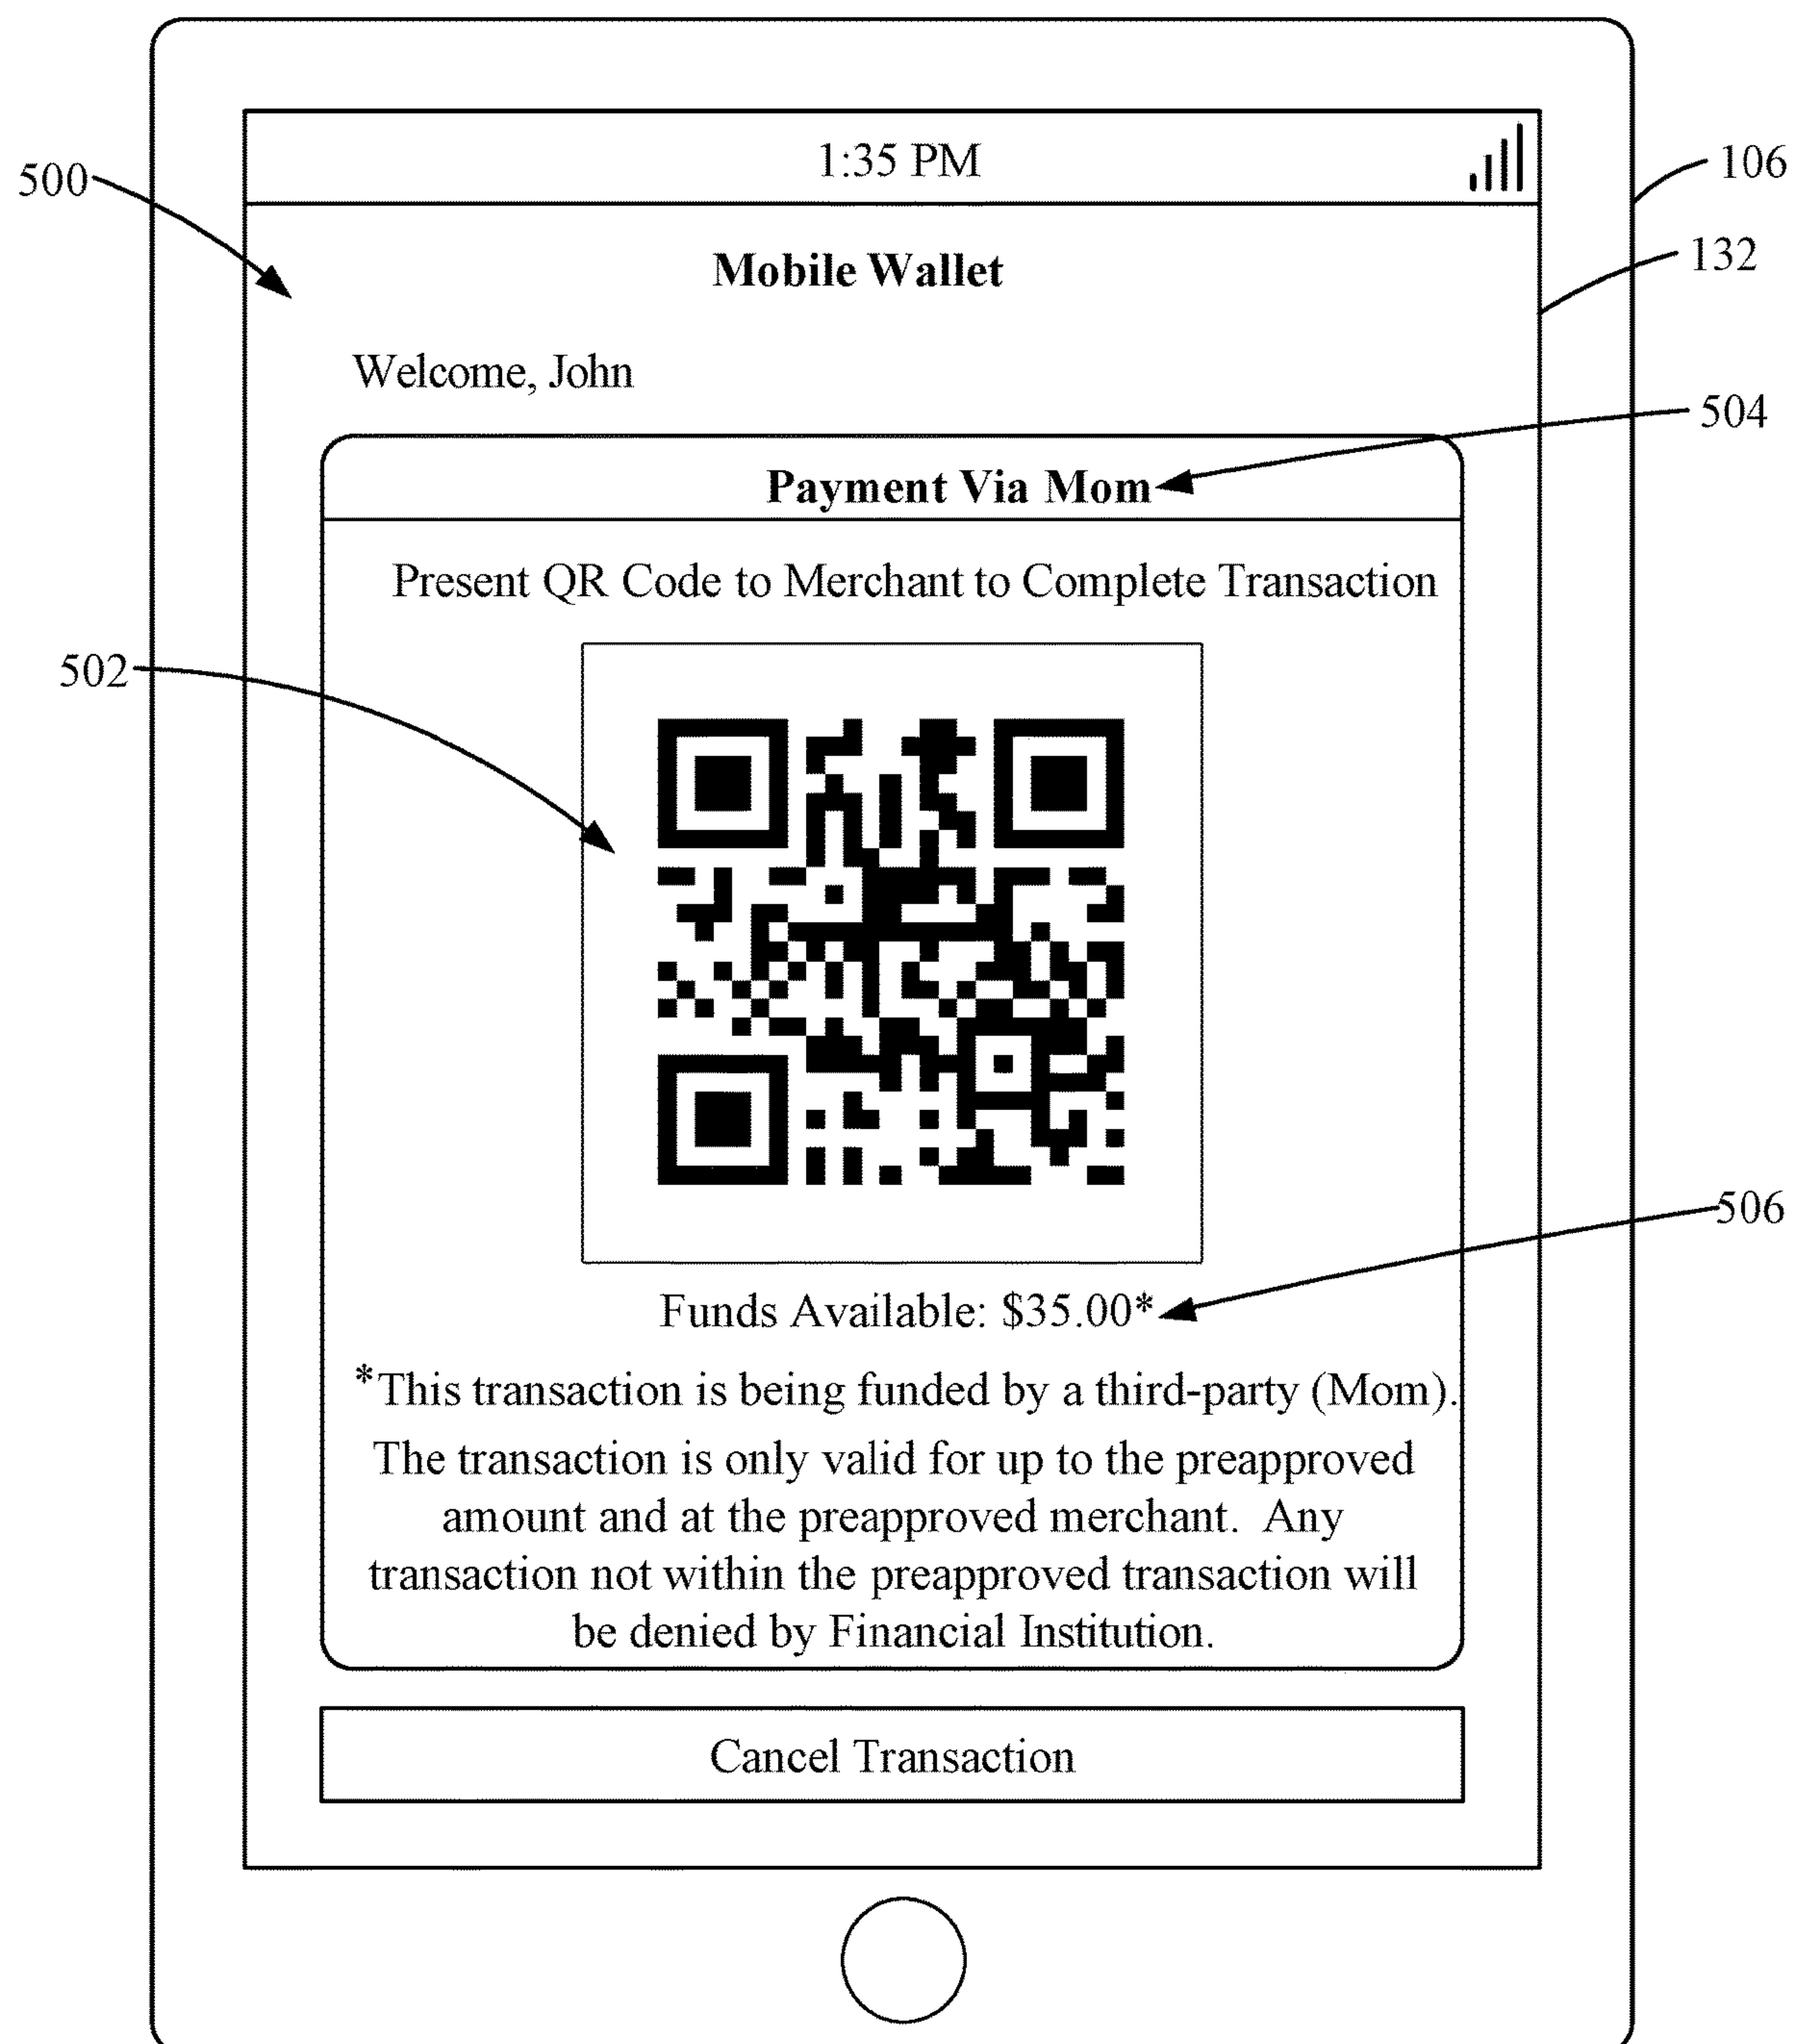 1:35 PM
500
106
Mobile Wallet
132
Welcome, John
504
Payment Via Mom
Present QR Code to Merchant to Complete Transaction
502
506
Funds Available: $35.00*
*This transaction is being funded by a third-party (Mom).
The transaction is only valid for up to the preapproved
amount and at the preapproved merchant.  Any
transaction not within the preapproved transaction will
be denied by Financial Institution.
Cancel Transaction